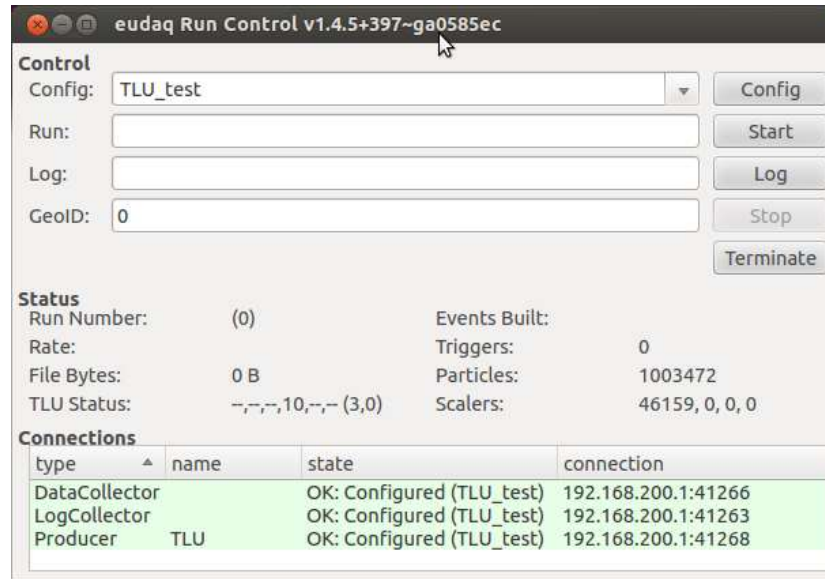 eudaq Run Control v1.4.5+397~ga0585ec
Control
Config: TLU_test Config
Run: Start
Log: Log
GeoID: 0 Stop
Terminate
Status
Run Number: (0) Events Built:
Rate: Triggers: 0
File Bytes: 0 B Particles: 1003472
TLU Status: --,--,--,10,--,-- (3,0) Scalers: 46159, 0, 0, 0
Connections
type name state connection
DataCollector OK: Configured (TLU_test) 192.168.200.1:41266
LogCollector OK: Configured (TLU_test) 192.168.200.1:41263
Producer TLU OK: Configured (TLU_test) 192.168.200.1:41268